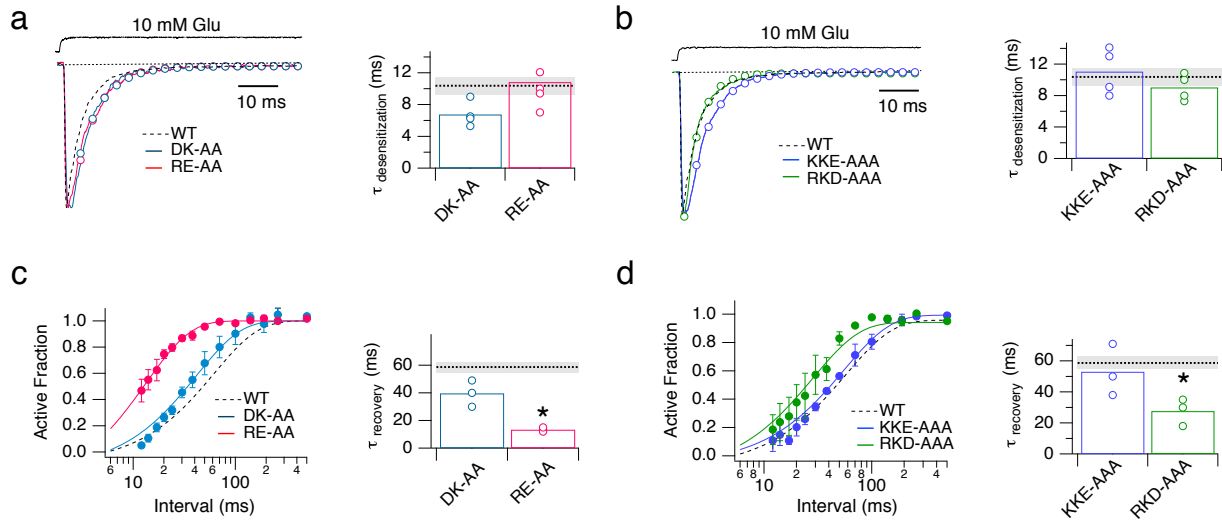 a
10 mM Glu
10 ms
WT
DK-AA
RE-AA
τ desensitization (ms)
12
8
4
0
DK-AA
RE-AA
b
10 mM Glu
10 ms
WT
KKE-AAA
RKD-AAA
τ desensitization (ms)
12
8
4
0
KKE-AAA
RKD-AAA
c
Active Fraction
1.0
0.8
0.6
0.4
0.2
0.0
WT
DK-AA
RE-AA
6 10 2 4 6 100 2 4
Interval (ms)
τ recovery (ms)
60
40
20
0
*
DK-AA
RE-AA
d
Active Fraction
1.0
0.8
0.6
0.4
0.2
0.0
WT
KKE-AAA
RKD-AAA
6 8 10 2 4 6 8 100 2 4
Interval (ms)
τ recovery (ms)
60
40
20
0
*
KKE-AAA
RKD-AAA